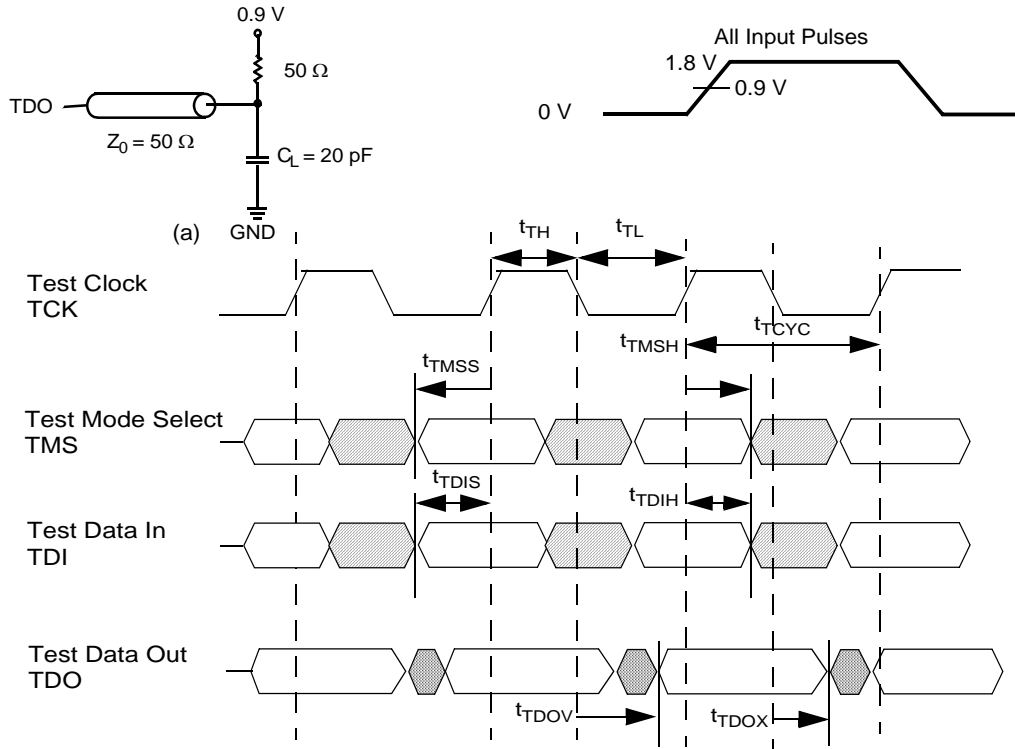 0.9 V
50 Ω
TDO
Z0 = 50 Ω
CL = 20 pF
(a)
GND
All Input Pulses
1.8 V
0.9 V
0 V
tTH
tTL
Test Clock
TCK
tTCYC
tTMSH
tTMSS
Test Mode Select
TMS
tTDIS
tTDIH
Test Data In
TDI
Test Data Out
TDO
tTDOV
tTDOX